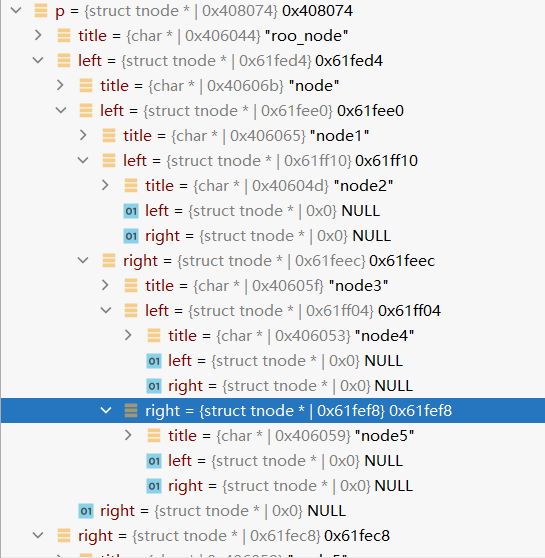 p = {struct tnode * | 0x408074} 0x408074
title = {char * | 0x406044} "roo_node"
left = {struct tnode * | 0x61fed4} 0x61fed4
title = {char * | 0x40606b} "node"
left = {struct tnode * | 0x61fee0} 0x61fee0
title = {char * | 0x406065} "node1"
left = {struct tnode * | 0x61ff10} 0x61ff10
title = {char * | 0x40604d} "node2"
01 left = {struct tnode * | 0x0} NULL
01 right = {struct tnode * | 0x0} NULL
right = {struct tnode * | 0x61feec} 0x61feec
title = {char * | 0x40605f} "node3"
left = {struct tnode * | 0x61ff04} 0x61ff04
title = {char * | 0x406053} "node4"
01 left = {struct tnode * | 0x0} NULL
01 right = {struct tnode * | 0x0} NULL
right = {struct tnode * | 0x61fef8} 0x61fef8
title = {char * | 0x406059} "node5"
01 left = {struct tnode * | 0x0} NULL
01 right = {struct tnode * | 0x0} NULL
01 right = {struct tnode * | 0x0} NULL
right = {struct tnode * | 0x61fec8} 0x61fec8